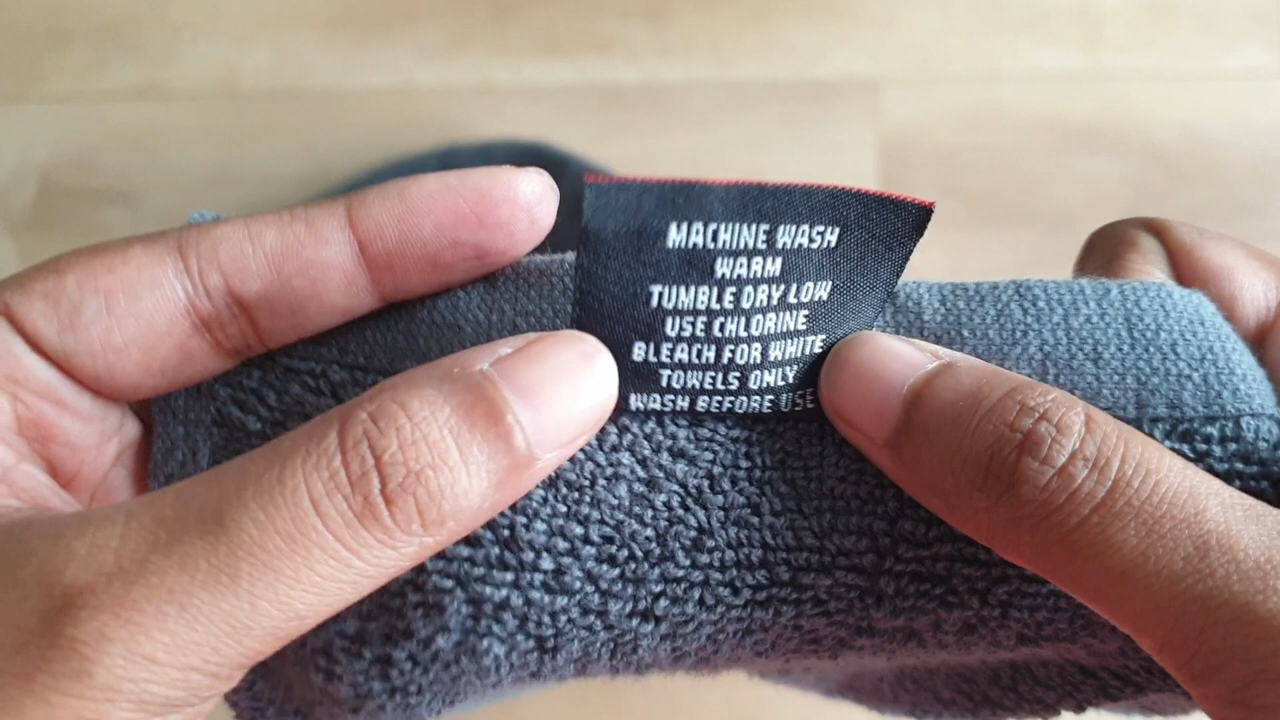 MACHINE WASH
WARM
TUMBLE DRY LOW
USE CHLORINE
BLEACH FOR WHITE
TOWELS ONLY
WASH BEFORE USE